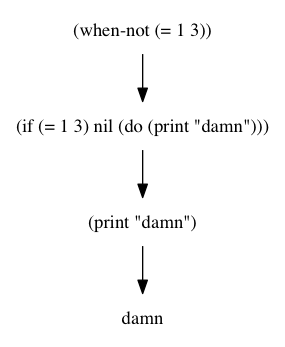 (when-not (= 1 3))
(if (= 1 3) nil (do (print "damn")))
(print "damn")
damn